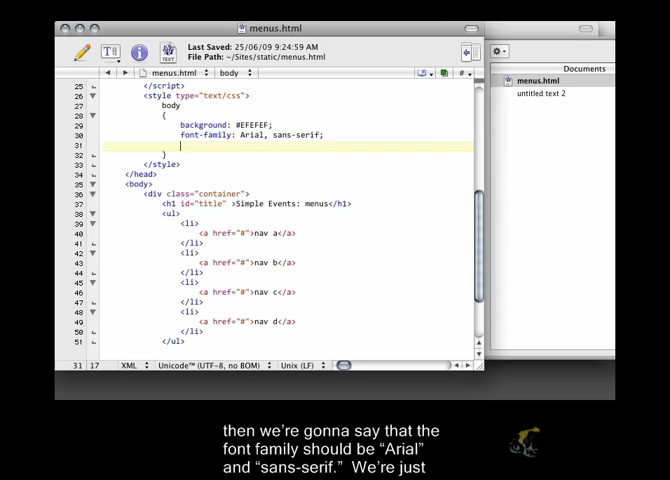 menus.html
Last Saved: 25/06/09 9:24:59 AM
File Path: ~/Sites/static/menus.html
TEXT
menus.html
body
#
Documents
menus.html
untitled text 2
25 </script>
26 <style type="text/css">
27 body
28 {
29 background: #EFEFEF;
30 font-family: Arial, sans-serif;
31
32 }
33 </style>
34 </head>
35 <body>
36 <div class="container">
37 <h1 id="title" >Simple Events: menus</h1>
38 <ul>
39 <li>
40 <a href="#">nav a</a>
41 </li>
42 <li>
43 <a href="#">nav b</a>
44 </li>
45 <li>
46 <a href="#">nav c</a>
47 </li>
48 <li>
49 <a href="#">nav d</a>
50 </li>
51 </ul>
31 17 XML Unicode™ (UTF-8, no BOM) Unix (LF)
then we're gonna say that the
font family should be “Arial”
and “sans-serif.” We're just